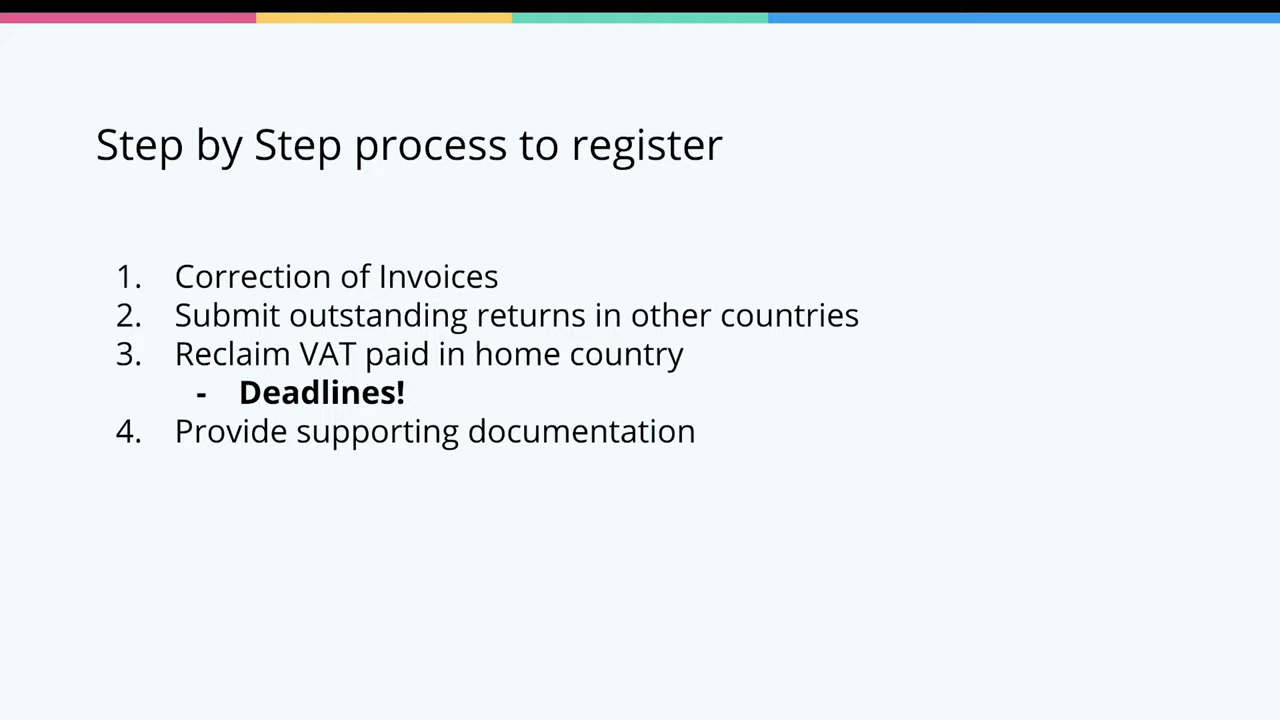 Step by Step process to register
1. Correction of Invoices
2. Submit outstanding returns in other countries
3. Reclaim VAT paid in home country
- Deadlines!
4. Provide supporting documentation